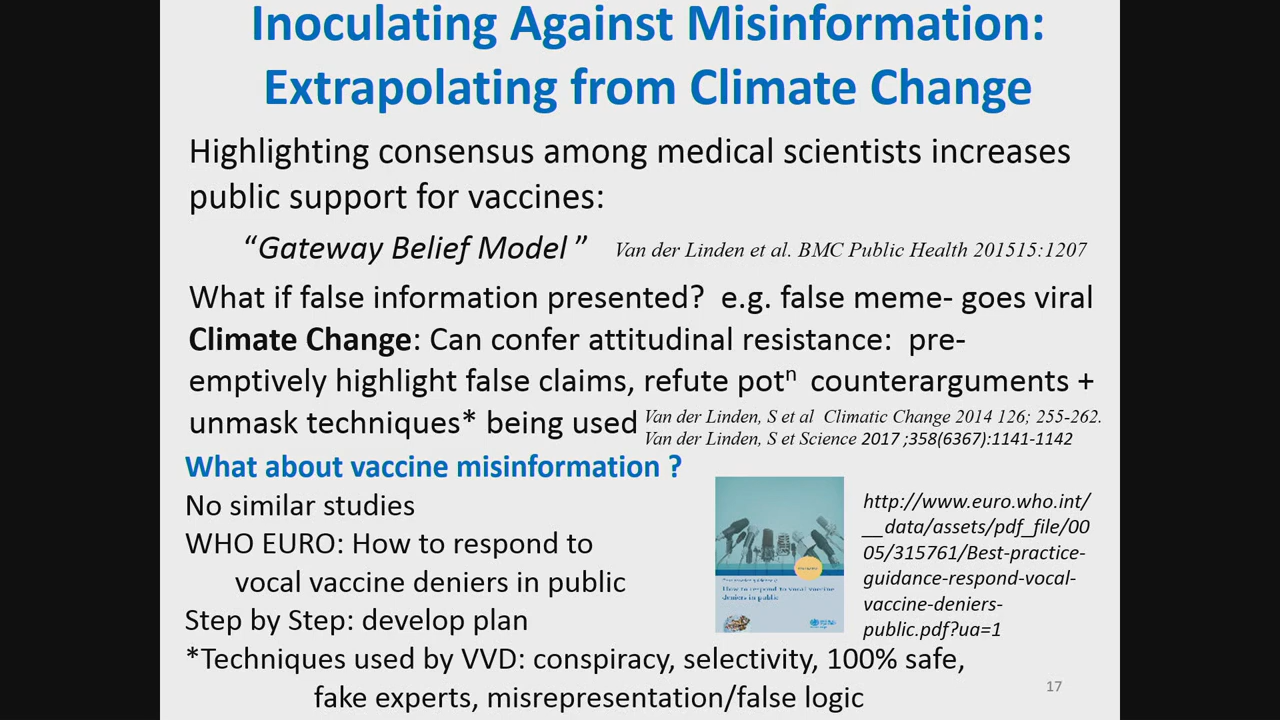 Inoculating Against Misinformation:
Extrapolating from Climate Change
Highlighting consensus among medical scientists increases
public support for vaccines:
“Gateway Belief Model ” Van der Linden et al. BMC Public Health 201515:1207
What if false information presented? e.g. false meme- goes viral
Climate Change: Can confer attitudinal resistance: pre-
emptively highlight false claims, refute potⁿ counterarguments +
unmask techniques* being used Van der Linden, S et al Climatic Change 2014 126; 255-262.
Van der Linden, S et Science 2017 ;358(6367):1141-1142
What about vaccine misinformation ?
No similar studies
WHO EURO: How to respond to
vocal vaccine deniers in public
Step by Step: develop plan
How to respond to vocal vaccine
deniers in public
http://www.euro.who.int/
__data/assets/pdf_file/00
05/315761/Best-practice-
guidance-respond-vocal-
vaccine-deniers-
public.pdf?ua=1
*Techniques used by VVD: conspiracy, selectivity, 100% safe,
fake experts, misrepresentation/false logic
17